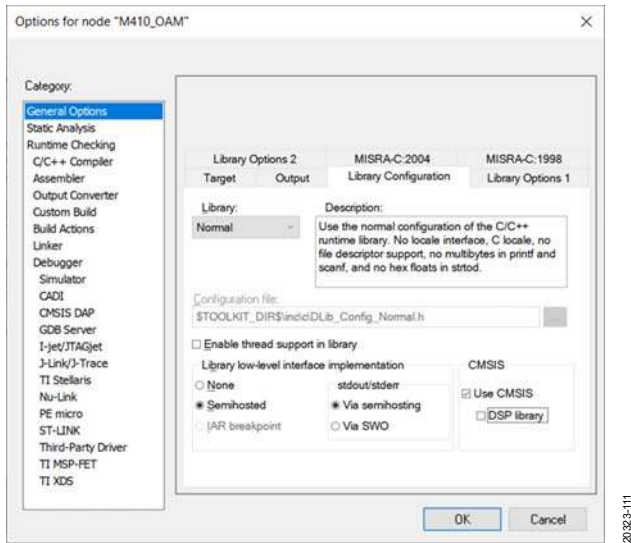 Options for node "M410_OAM"
Category:
General Options
Static Analysis
Runtime Checking
C/C++ Compiler
Assembler
Output Converter
Custom Build
Build Actions
Linker
Debugger
Simulator
CADI
CMSIS DAP
GDB Server
I-jet/JTAGjet
J-Link/J-Trace
TI Stellaris
Nu-Link
PE micro
ST-LINK
Third-Party Driver
TI MSP-FET
TI XDS
Library Options 2 MISRA-C:2004 MISRA-C:1998
Target Output Library Configuration Library Options 1
Library: Description:
Normal
Use the normal configuration of the C/C++
runtime library. No locale interface, C locale, no
file descriptor support, no multibytes in printf and
scanf, and no hex floats in strtod.
Configuration file:
$TOOLKIT_DIR$\inc\c\DLib_Config_Normal.h
...
Enable thread support in library
Library low-level interface implementation CMSIS
None stdout/stderr
Use CMSIS
Semihosted Via semihosting
DSP library
IAR breakpoint Via SWO
OK Cancel
20323-111